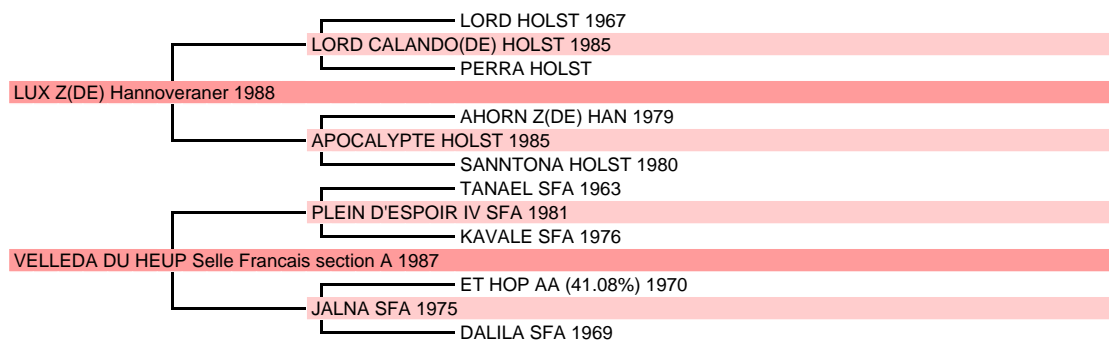 LORD HOLST 1967
LORD CALANDO(DE) HOLST 1985
PERRA HOLST
LUX Z(DE) Hannoveraner 1988
AHORN Z(DE) HAN 1979
APOCALYPTE HOLST 1985
SANNTONA HOLST 1980
TANAEL SFA 1963
PLEIN D'ESPOIR IV SFA 1981
KAVALE SFA 1976
VELLEDA DU HEUP Selle Francais section A 1987
ET HOP AA (41.08%) 1970
JALNA SFA 1975
DALILA SFA 1969